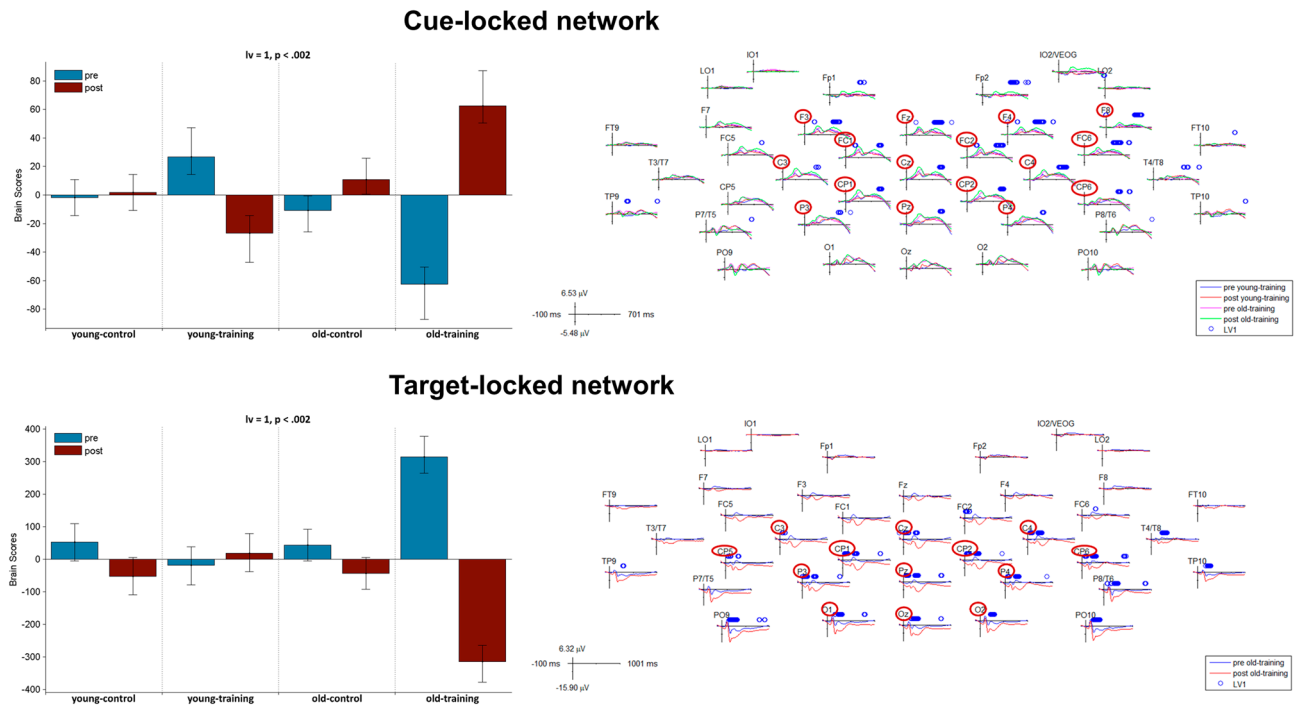 Cue-locked network
lv = 1, p < .002
pre
post
Brain Scores
80
60
40
20
0
-20
-40
-60
-80
young-control
young-training
old-control
old-training
IO1
IO2/VEOG
LO1
Fp1
Fp2
LO2
F7
F3
Fz
F4
F8
FT9
FC5
FC1
FC2
FC6
FT10
T3/T7
C3
Cz
C4
T4/T8
TP9
CP5
CP1
CP2
CP6
TP10
P7/T5
P3
Pz
P4
P8/T6
PO9
O1
Oz
O2
PO10
6.53 μV
-100 ms
701 ms
-5.48 μV
pre young-training
post young-training
pre old-training
post old-training
LV1
Target-locked network
lv = 1, p < .002
pre
post
Brain Scores
400
300
200
100
0
-100
-200
-300
-400
young-control
young-training
old-control
old-training
IO1
IO2/VEOG
LO1
Fp1
Fp2
LO2
F7
F3
Fz
F4
F8
FT9
FC5
FC1
FC2
FC6
FT10
T3/T7
C3
Cz
C4
T4/T8
TP9
CP5
CP1
CP2
CP6
TP10
P7/T5
P3
Pz
P4
P8/T6
PO9
O1
Oz
O2
PO10
6.32 μV
-100 ms
1001 ms
-15.90 μV
pre old-training
post old-training
LV1